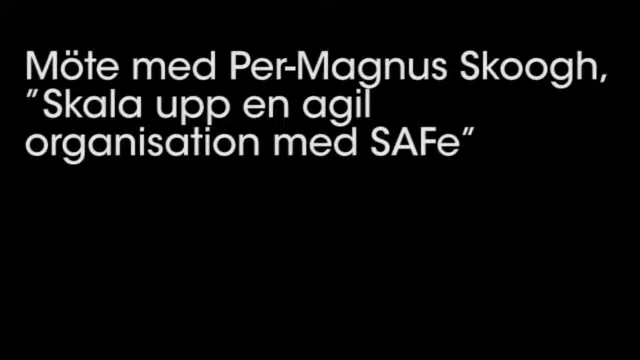 Möte med Per-Magnus Skoogh,
”Skala upp en agil
organisation med SAFe”